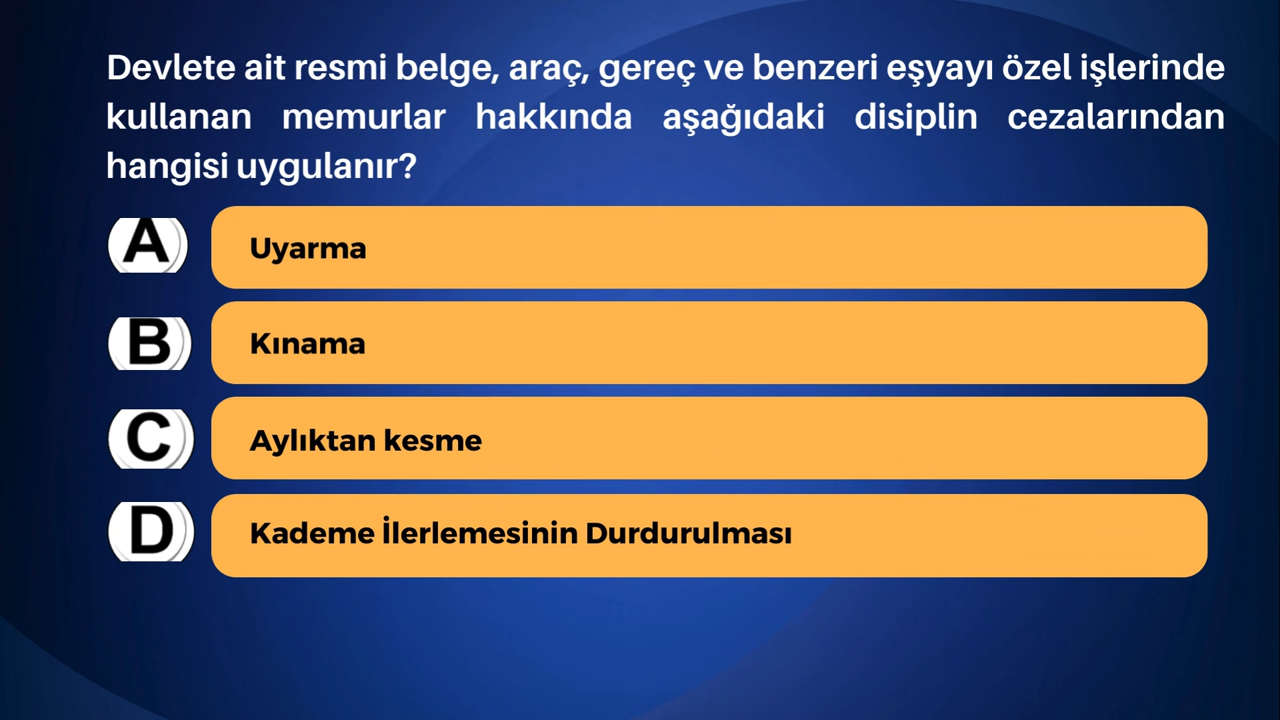 Devlete ait resmi belge, araç, gereç ve benzeri eşyayı özel işlerinde
kullanan memurlar hakkında aşağıdaki disiplin cezalarından
hangisi uygulanır?
A Uyarma
B Kınama
C Aylıktan kesme
D Kademe İlerlemesinin Durdurulması